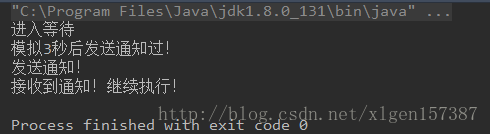 "C:\Program Files\Java\jdk1.8.0_131\bin\java" ...
进入等待
模拟3秒后发送通知过!
发送通知!
接收到通知! 继续执行!
http://blog.csdn.net/xlgen157387
Process finished with exit code 0